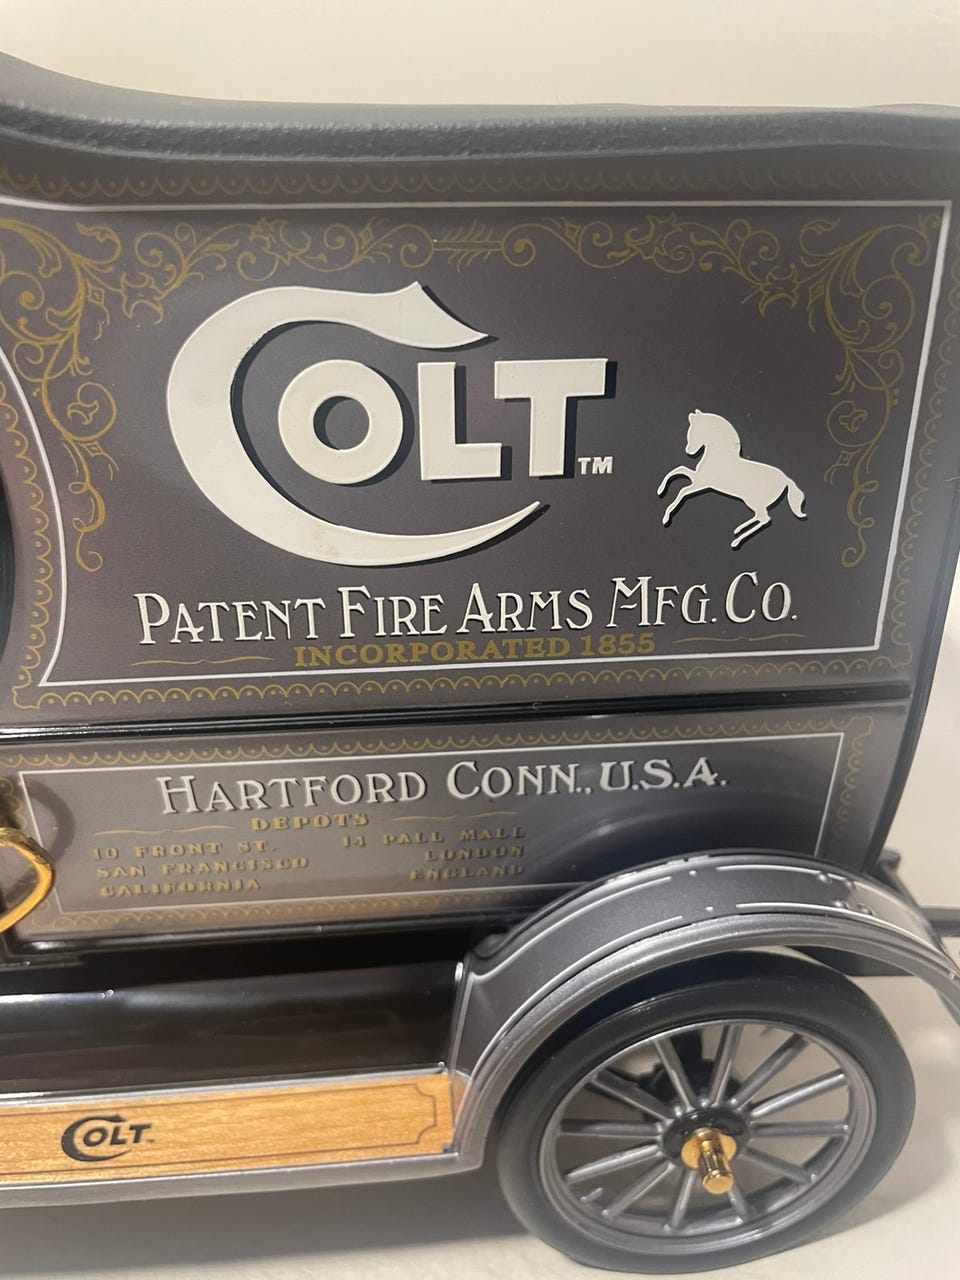 COLT™
PATENT FIRE ARMS MFG. CO.
INCORPORATED 1855
HARTFORD CONN., U.S.A.
DEPOTS
10 FRONT ST.
SAN FRANCISCO
CALIFORNIA
14 PALL MALL
LONDON
ENGLAND
COLT™